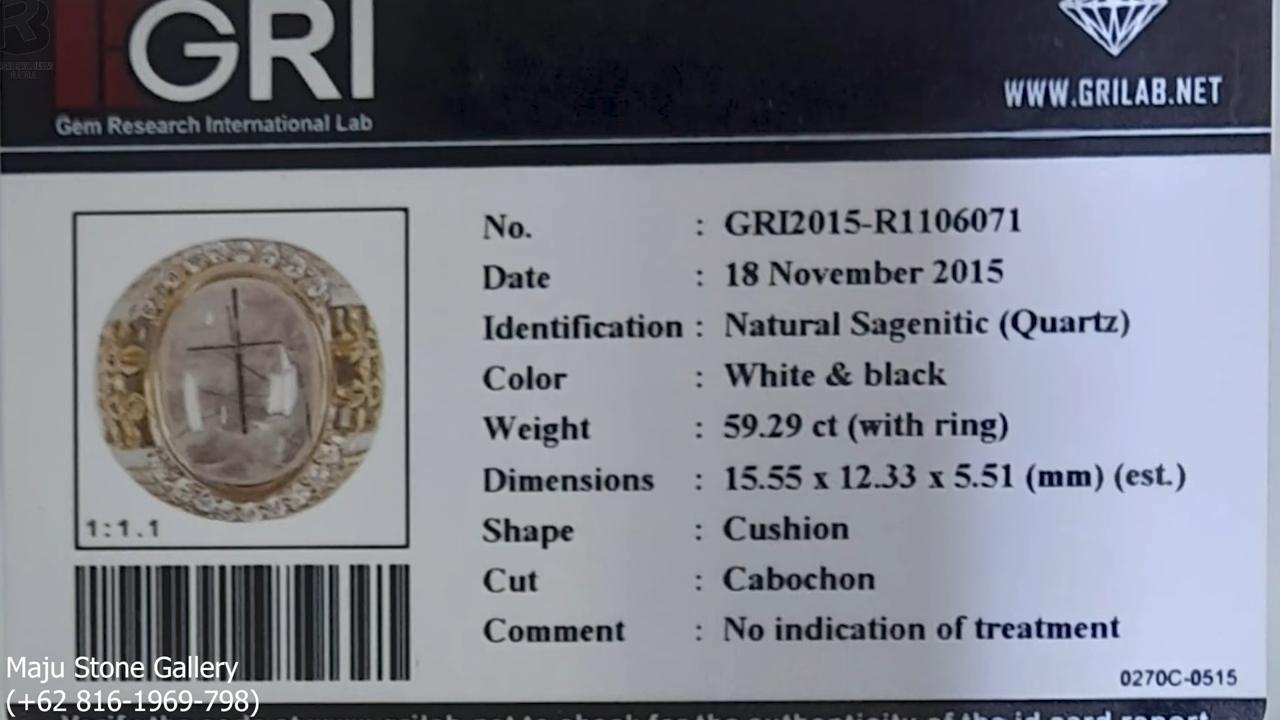 GRI
Gem Research International Lab
WWW.GRILAB.NET
No. : GRI2015-R1106071
Date : 18 November 2015
Identification : Natural Sagenitic (Quartz)
Color : White & black
Weight : 59.29 ct (with ring)
Dimensions : 15.55 x 12.33 x 5.51 (mm) (est.)
Shape : Cushion
Cut : Cabochon
Comment : No indication of treatment
1:1.1
0270C-0515
Maju Stone Gallery
(+62 816-1969-798)